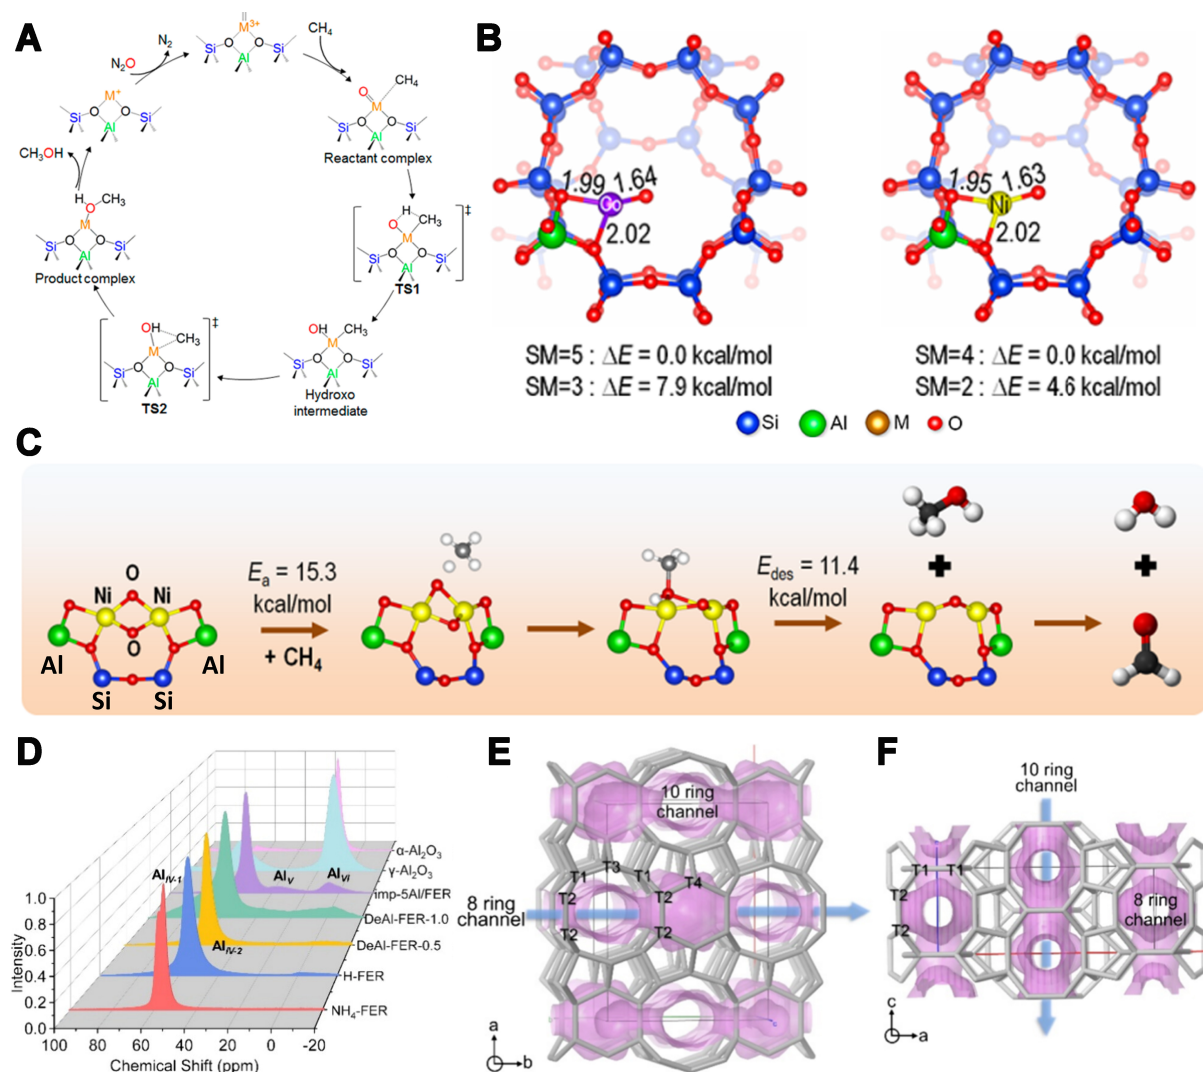 A
N₂
N₂O
M³⁺
Si
O
O
Si
Al
CH₄
O
CH₄
M
Si
O
O
Si
Al
Reactant complex
M⁺
Si
O
O
Si
Al
CH₃OH
H
O
CH₃
M
Si
O
O
Si
Al
Product complex
H
O
CH₃
M
Si
O
O
Si
Al
TS1
‡
OH
CH₃
M
Si
O
O
Si
Al
TS2
‡
OH
CH₃
M
Si
O
O
Si
Al
Hydroxo
intermediate
B
1.99
1.64
Co
2.02
SM=5 : ΔE = 0.0 kcal/mol
SM=3 : ΔE = 7.9 kcal/mol
1.95
1.63
Ni
2.02
SM=4 : ΔE = 0.0 kcal/mol
SM=2 : ΔE = 4.6 kcal/mol
Si
Al
M
O
C
O
Ni
Ni
O
Al
Al
Si
Si
Eₐ = 15.3
kcal/mol
+ CH₄
E_des = 11.4
kcal/mol
+
+
D
Intensity
1.0
0.8
0.6
0.4
0.2
0.0
100
80
60
40
20
0
-20
Chemical Shift (ppm)
Al_IV-1
Al_IV-2
Al_V
Al_VI
α-Al₂O₃
γ-Al₂O₃
imp-5Al/FER
DeAl-FER-1.0
DeAl-FER-0.5
H-FER
NH₄-FER
E
10 ring
channel
T3
T1
T1
T4
T2
T2
8 ring
channel
T2
T2
a
b
c
F
10 ring
channel
T1
T1
T2
T2
8 ring
channel
c
a